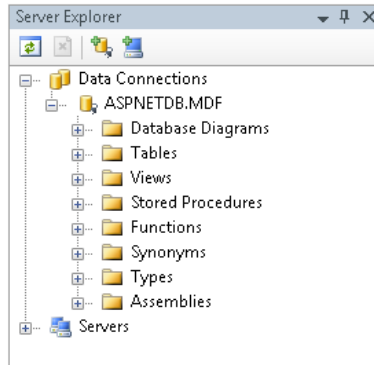 Server Explorer
Data Connections
ASPNETDB.MDF
Database Diagrams
Tables
Views
Stored Procedures
Functions
Synonyms
Types
Assemblies
Servers